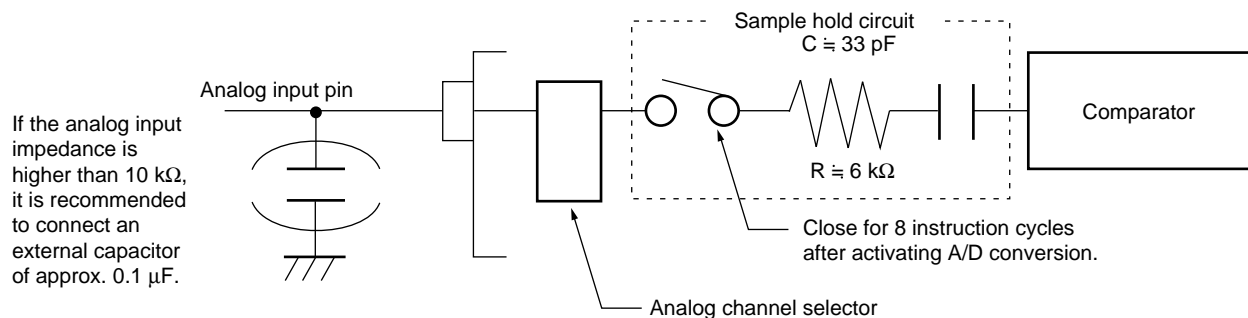 Sample hold circuit
C ≒ 33 pF
Analog input pin
Comparator
If the analog input
impedance is
higher than 10 kΩ,
it is recommended
to connect an
external capacitor
of approx. 0.1 µF.
R ≒ 6 kΩ
Close for 8 instruction cycles
after activating A/D conversion.
Analog channel selector